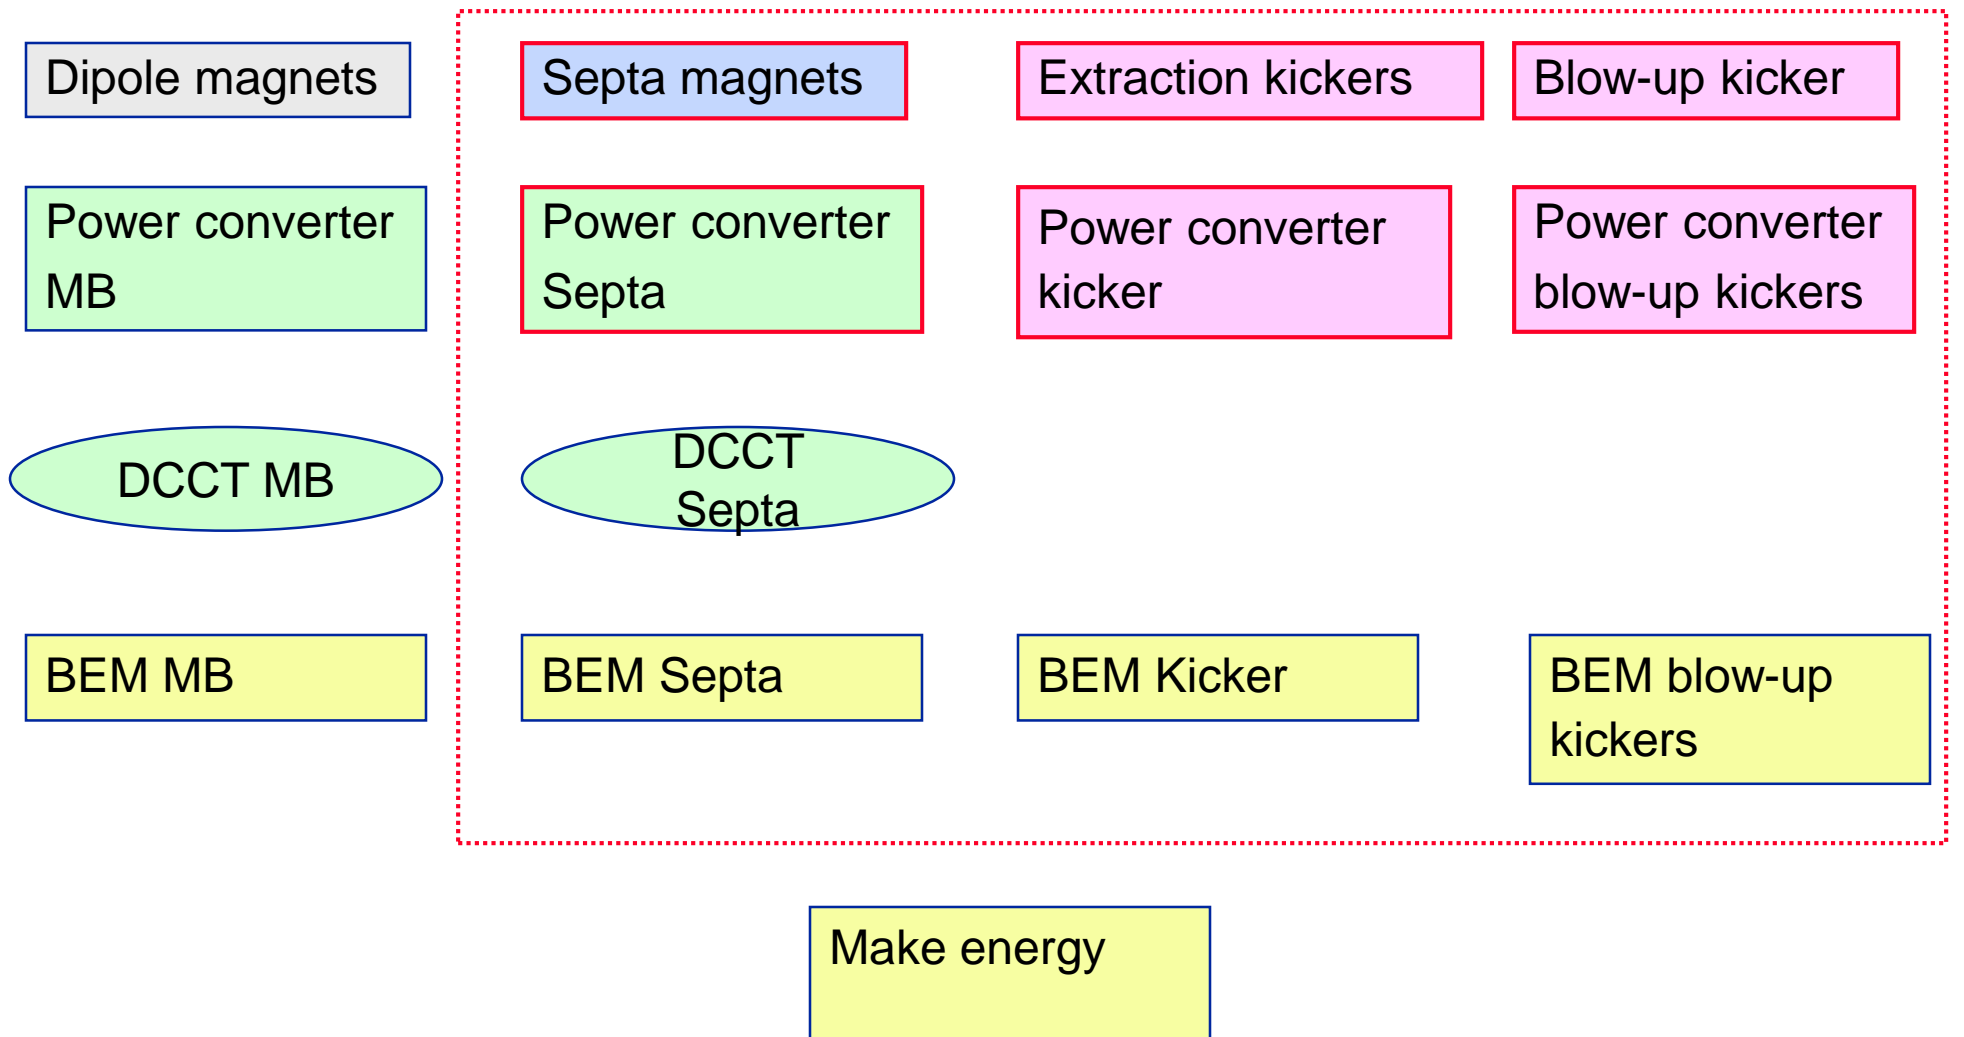 Dipole magnets
Septa magnets
Extraction kickers
Blow-up kicker
Power converter
MB
Power converter
Septa
Power converter
kicker
Power converter
blow-up kickers
DCCT MB
DCCT
Septa
BEM MB
BEM Septa
BEM Kicker
BEM blow-up
kickers
Make energy